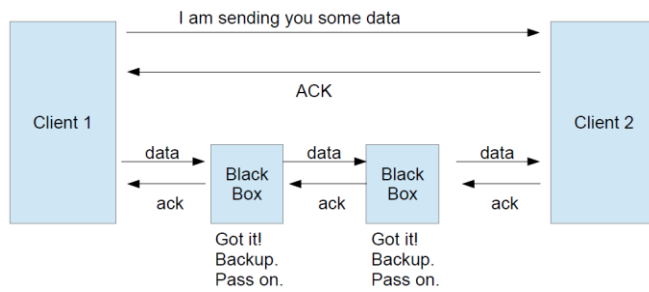 I am sending you some data
ACK
Client 1
Client 2
data
data
data
Black
Box
Black
Box
ack
ack
ack
Got it!
Backup.
Pass on.
Got it!
Backup.
Pass on.